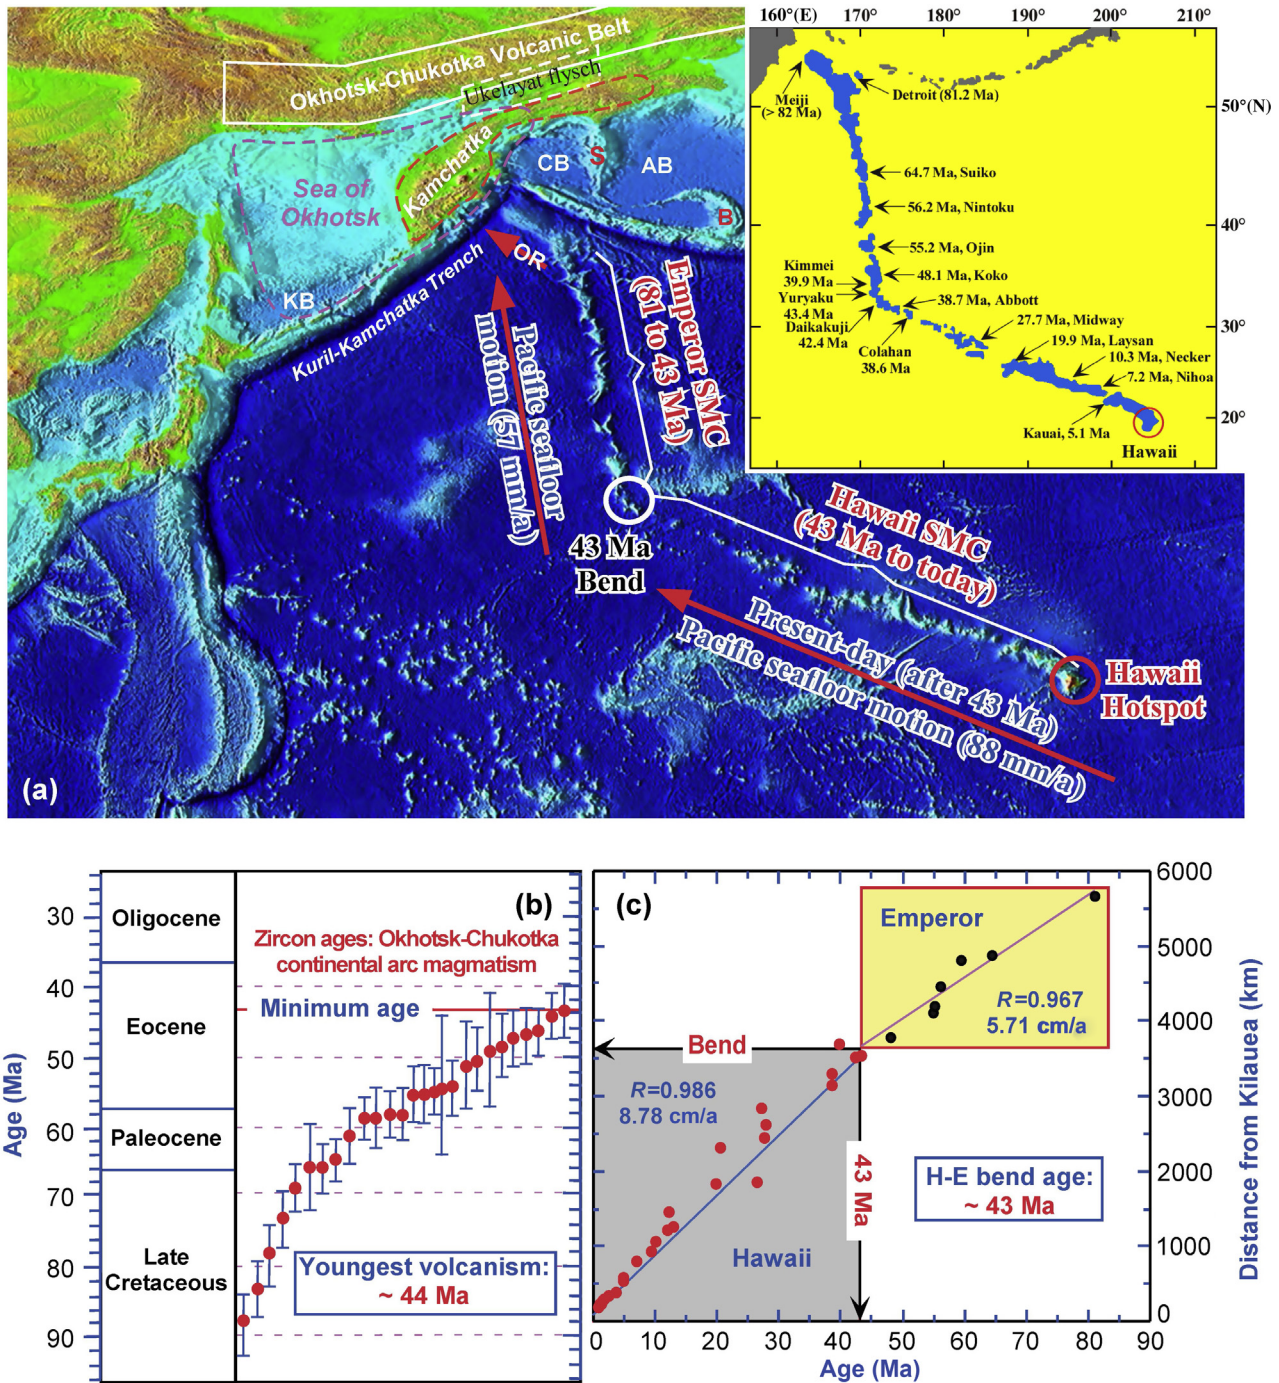 Okhotsk-Chukotka Volcanic Belt
Ukelayat flysch
Kamchatka
Sea of
Okhotsk
CB
S
AB
B
KB
OR
Kuril-Kamchatka Trench
Emperor SMC
(81 to 43 Ma)
Pacific seafloor
motion (57 mm/a)
43 Ma
Bend
Hawaii SMC
(43 Ma to today)
Present-day (after 43 Ma)
Pacific seafloor motion (88 mm/a)
Hawaii
Hotspot
(a)
160°(E)
170°
180°
190°
200°
210°
50°(N)
40°
30°
20°
Meiji
(> 82 Ma)
Detroit (81.2 Ma)
64.7 Ma, Suiko
56.2 Ma, Nintoku
55.2 Ma, Ojin
48.1 Ma, Koko
Kimmei
39.9 Ma
Yuryaku
43.4 Ma
Daikakuji
42.4 Ma
38.7 Ma, Abbott
Colahan
38.6 Ma
27.7 Ma, Midway
19.9 Ma, Laysan
10.3 Ma, Necker
7.2 Ma, Nihoa
Kauai, 5.1 Ma
Hawaii
(b)
Age (Ma)
30
40
50
60
70
80
90
Oligocene
Eocene
Paleocene
Late
Cretaceous
Zircon ages: Okhotsk-Chukotka
continental arc magmatism
Minimum age
Youngest volcanism:
~ 44 Ma
(c)
Emperor
R=0.967
5.71 cm/a
Bend
R=0.986
8.78 cm/a
43 Ma
H-E bend age:
~ 43 Ma
Hawaii
6000
5000
4000
3000
2000
1000
0
Distance from Kilauea (km)
0
10
20
30
40
50
60
70
80
90
Age (Ma)